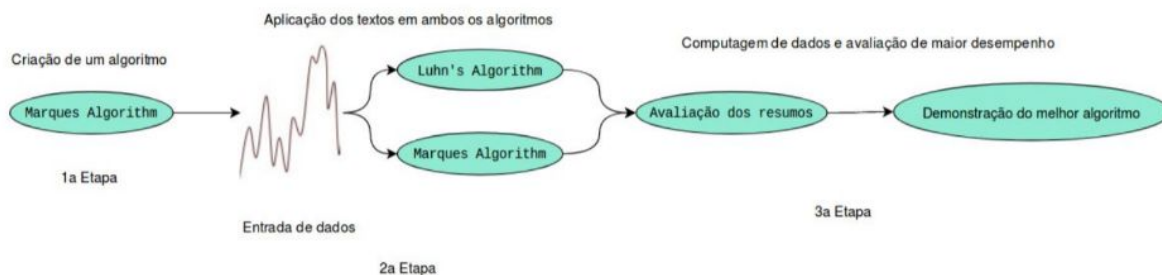 Aplicação dos textos em ambos os algoritmos
Computagem de dados e avaliação de maior desempenho
Criação de um algoritmo
Luhn's Algorithm
Marques Algorithm
Avaliação dos resumos
Demonstração do melhor algoritmo
Marques Algorithm
1a Etapa
3a Etapa
Entrada de dados
2a Etapa